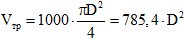 Vтр = 1000 · πD²/4 = 785,4 · D²